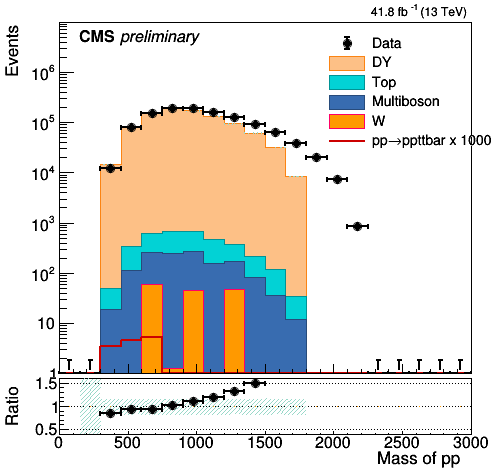 41.8 fb⁻¹ (13 TeV)
CMS preliminary
Events
Data
DY
Top
Multiboson
W
pp→ppttbar x 1000
10⁶
10⁵
10⁴
10³
10²
10
1
Ratio
1.5
1
0.5
0 500 1000 1500 2000 2500 3000
Mass of pp